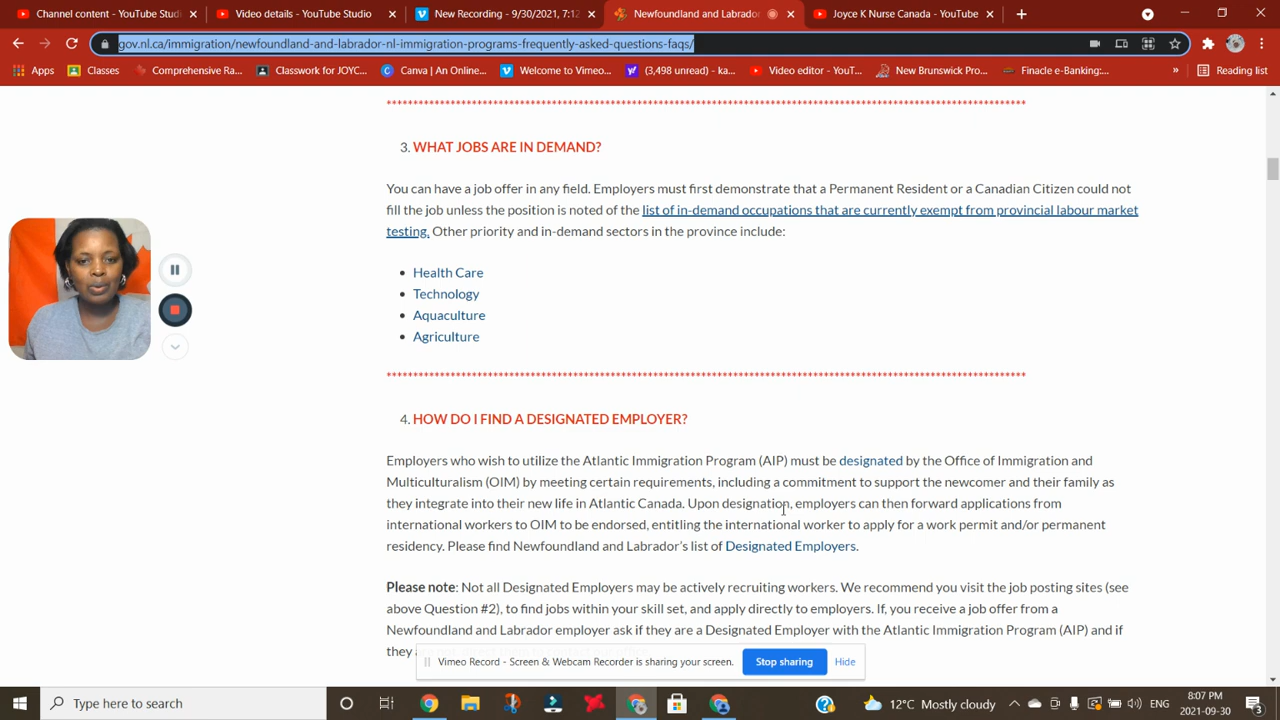 Channel content - YouTube Studi
Video details - YouTube Studio
New Recording - 9/30/2021, 7:12
Newfoundland and Labrado
Joyce K Nurse Canada - YouTube
gov.nl.ca/immigration/newfoundland-and-labrador-nl-immigration-programs-frequently-asked-questions-faqs/
Apps Classes Comprehensive Ra... Classwork for JOYC... Canva | An Online... Welcome to Vimeo... (3,498 unread) - ka... Video editor - YouT... New Brunswick Pro... Finacle e-Banking:... » Reading list
******************************************************************************************************************
3. WHAT JOBS ARE IN DEMAND?
You can have a job offer in any field. Employers must first demonstrate that a Permanent Resident or a Canadian Citizen could not
fill the job unless the position is noted of the list of in-demand occupations that are currently exempt from provincial labour market
testing. Other priority and in-demand sectors in the province include:
• Health Care
• Technology
• Aquaculture
• Agriculture
******************************************************************************************************************
4. HOW DO I FIND A DESIGNATED EMPLOYER?
Employers who wish to utilize the Atlantic Immigration Program (AIP) must be designated by the Office of Immigration and
Multiculturalism (OIM) by meeting certain requirements, including a commitment to support the newcomer and their family as
they integrate into their new life in Atlantic Canada. Upon designation, employers can then forward applications from
international workers to OIM to be endorsed, entitling the international worker to apply for a work permit and/or permanent
residency. Please find Newfoundland and Labrador's list of Designated Employers.
Please note: Not all Designated Employers may be actively recruiting workers. We recommend you visit the job posting sites (see
above Question #2), to find jobs within your skill set, and apply directly to employers. If, you receive a job offer from a
Newfoundland and Labrador employer ask if they are a Designated Employer with the Atlantic Immigration Program (AIP) and if
they
Vimeo Record - Screen & Webcam Recorder is sharing your screen. Stop sharing Hide
Type here to search
12°C Mostly cloudy
ENG
8:07 PM
2021-09-30
3